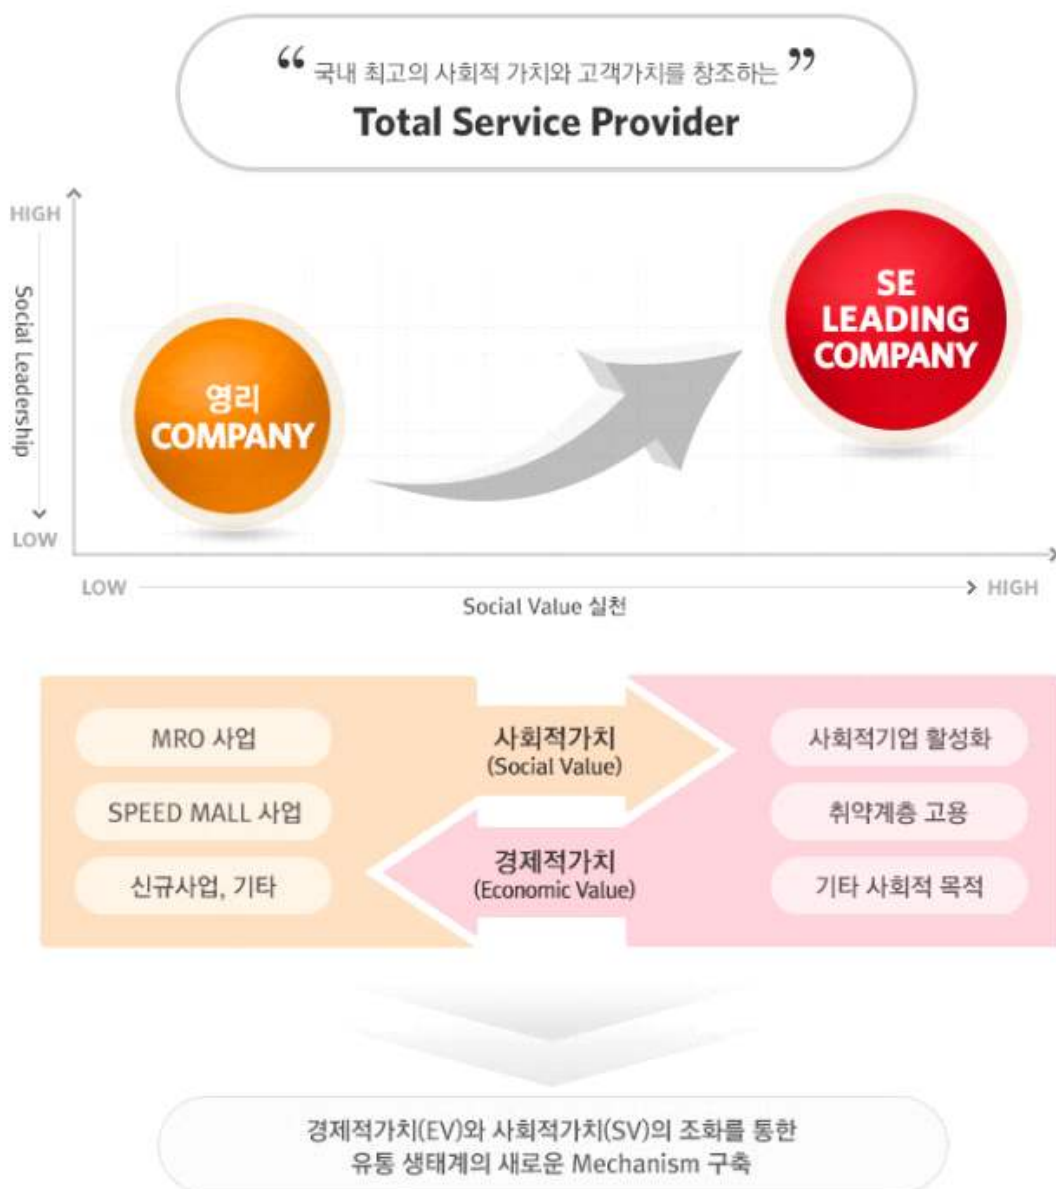 “ 국내 최고의 사회적 가치와 고객가치를 창조하는 ”
Total Service Provider
HIGH
Social Leadership
LOW
영리
COMPANY
SE
LEADING
COMPANY
LOW
HIGH
Social Value 실천
MRO 사업
SPEED MALL 사업
신규사업, 기타
사회적가치
(Social Value)
경제적가치
(Economic Value)
사회적기업 활성화
취약계층 고용
기타 사회적 목적
경제적가치(EV)와 사회적가치(SV)의 조화를 통한
유통 생태계의 새로운 Mechanism 구축